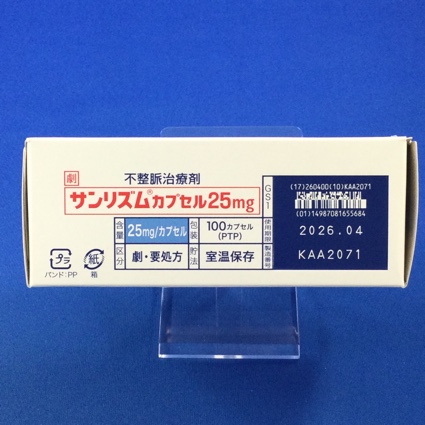 劇
不整脈治療剤
サンリズム®カプセル25mg
含量
25mg/カプセル
包装
100カプセル
(PTP)
区分
劇・要処方
貯法
室温保存
GS1
(17)260400(10)KAA2071
(01)14987081655684
使用期限
2026.04
製造番号
KAA2071
プラ
バンド:PP
紙
箱